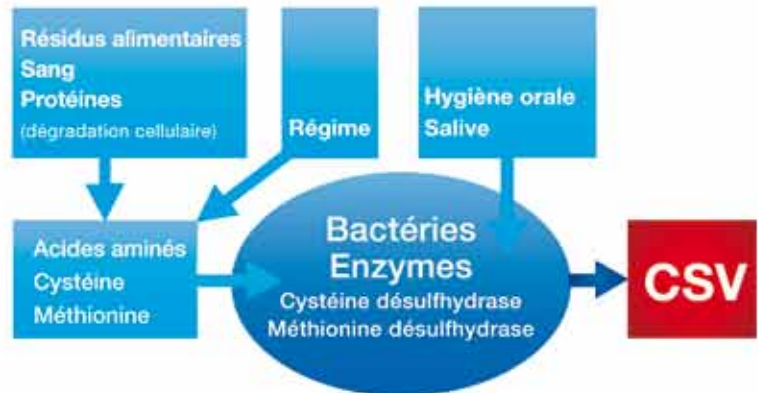 Résidus alimentaires
Sang
Protéines
(dégradation cellulaire)
Régime
Hygiène orale
Salive
Acides aminés
Cystéine
Méthionine
Bactéries
Enzymes
Cystéine désulfhydrase
Méthionine désulfhydrase
CSV